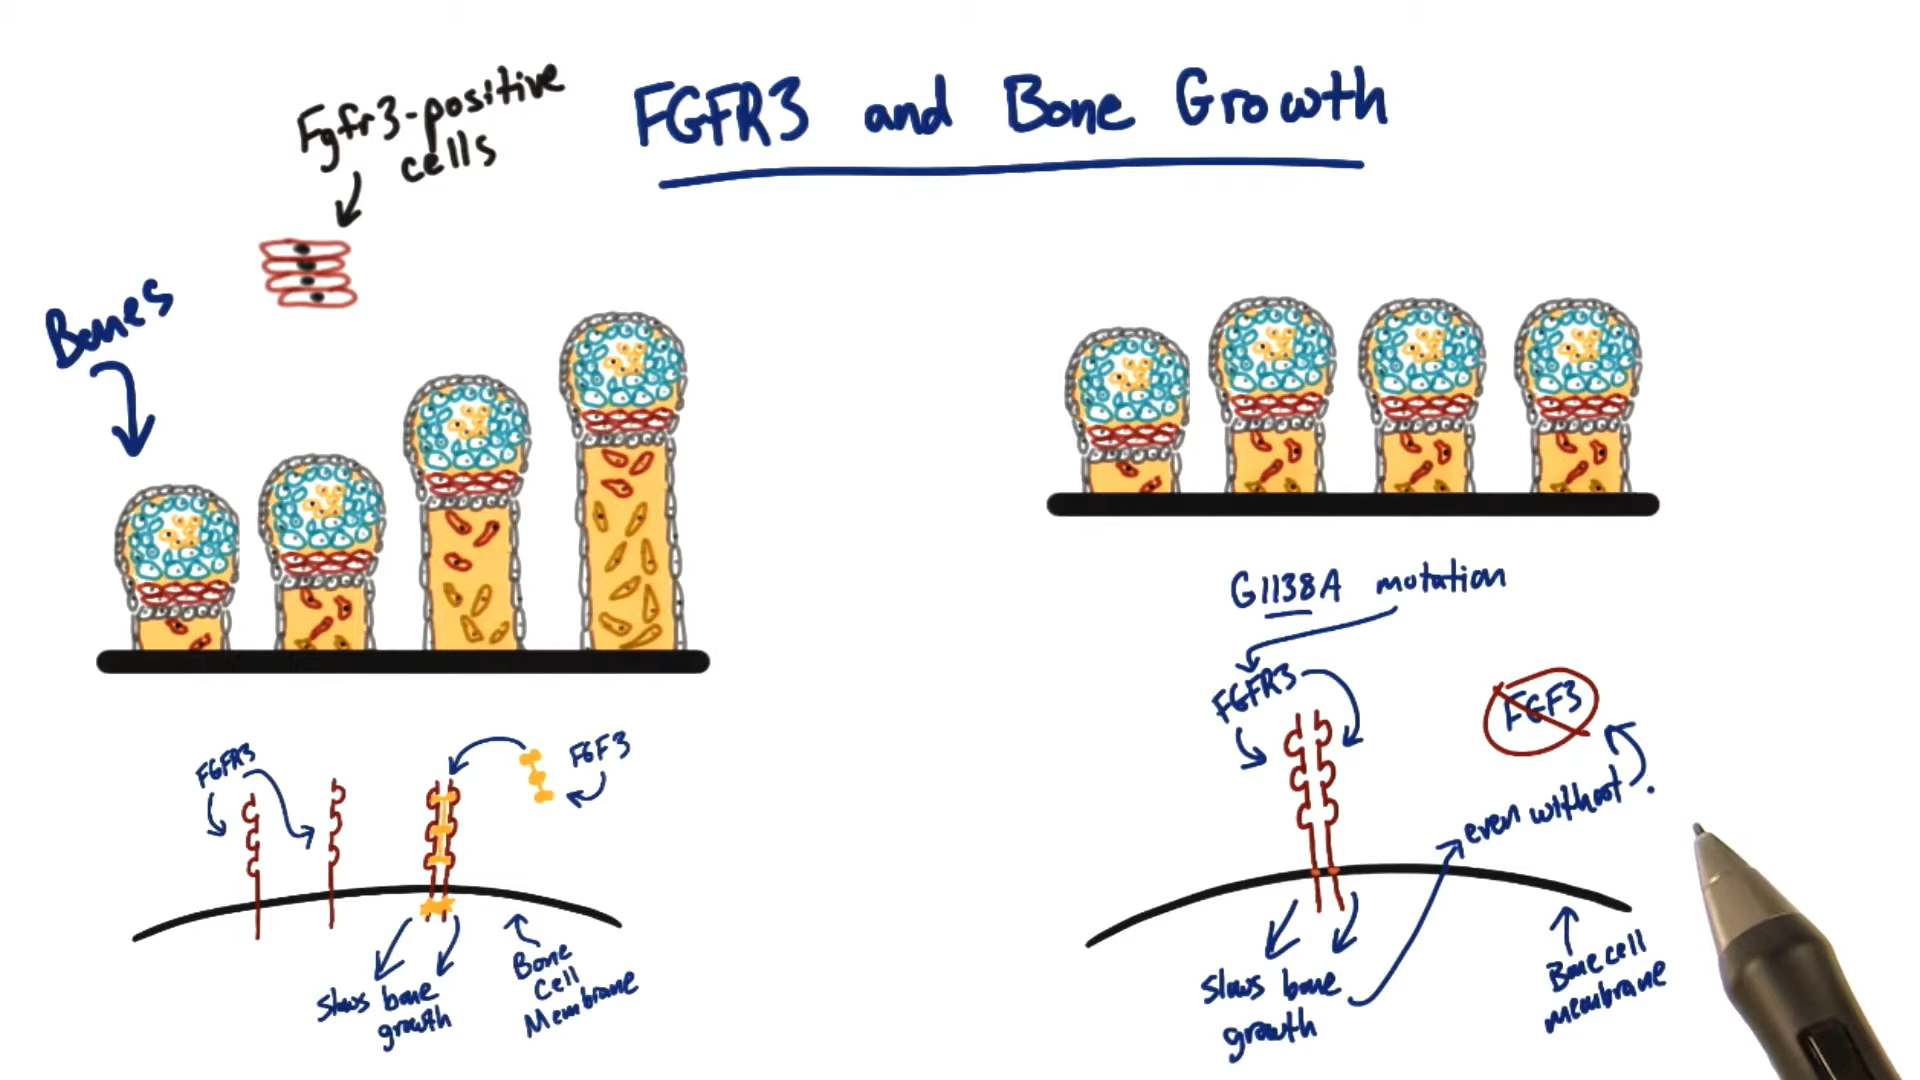 FGFR3 and Bone Growth
Fgfr3-positive
cells
Bones
FGFR3
FGF3
Slows bone
growth
Bone
Cell
Membrane
G1138A mutation
FGFR3
FGF3
even without
Slows bone
growth
Bone cell
membrane